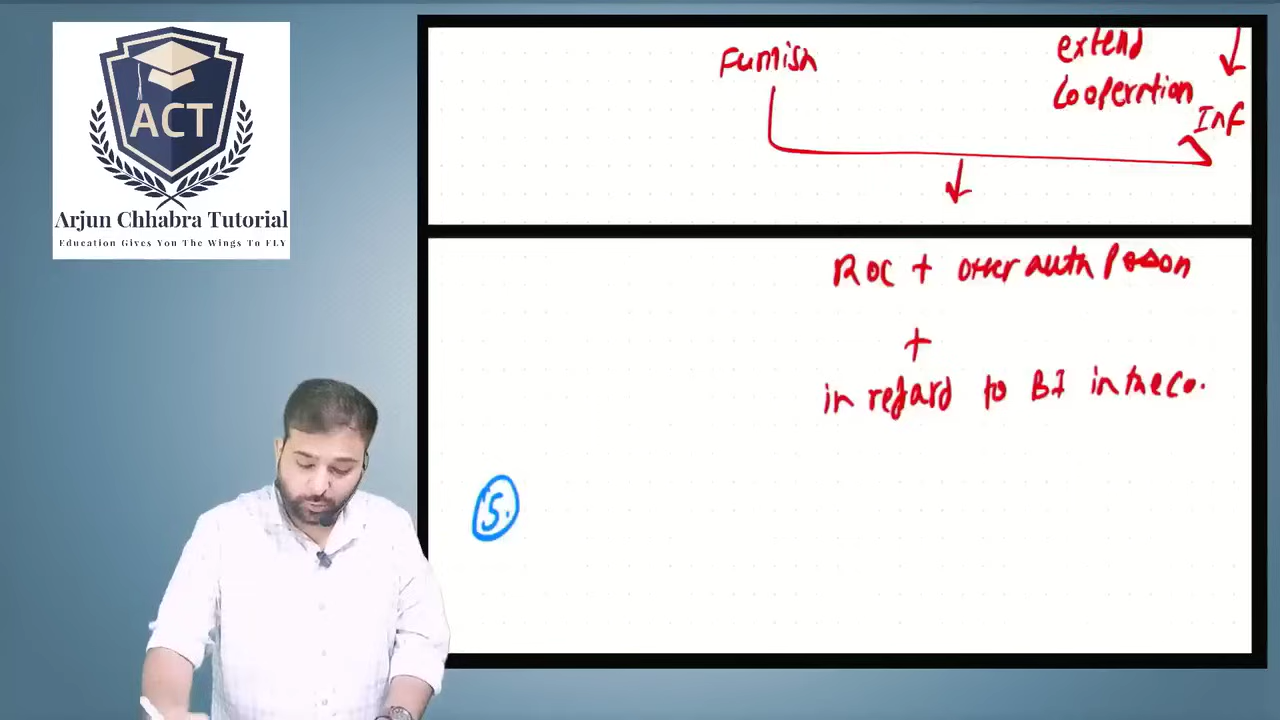 ACT
Arjun Chhabra Tutorial
Education Gives You The Wings To FLY
Furnish
extend
Cooperation
Inf
ROC + other auth Person
+
in regard to BI in the Co.
5.